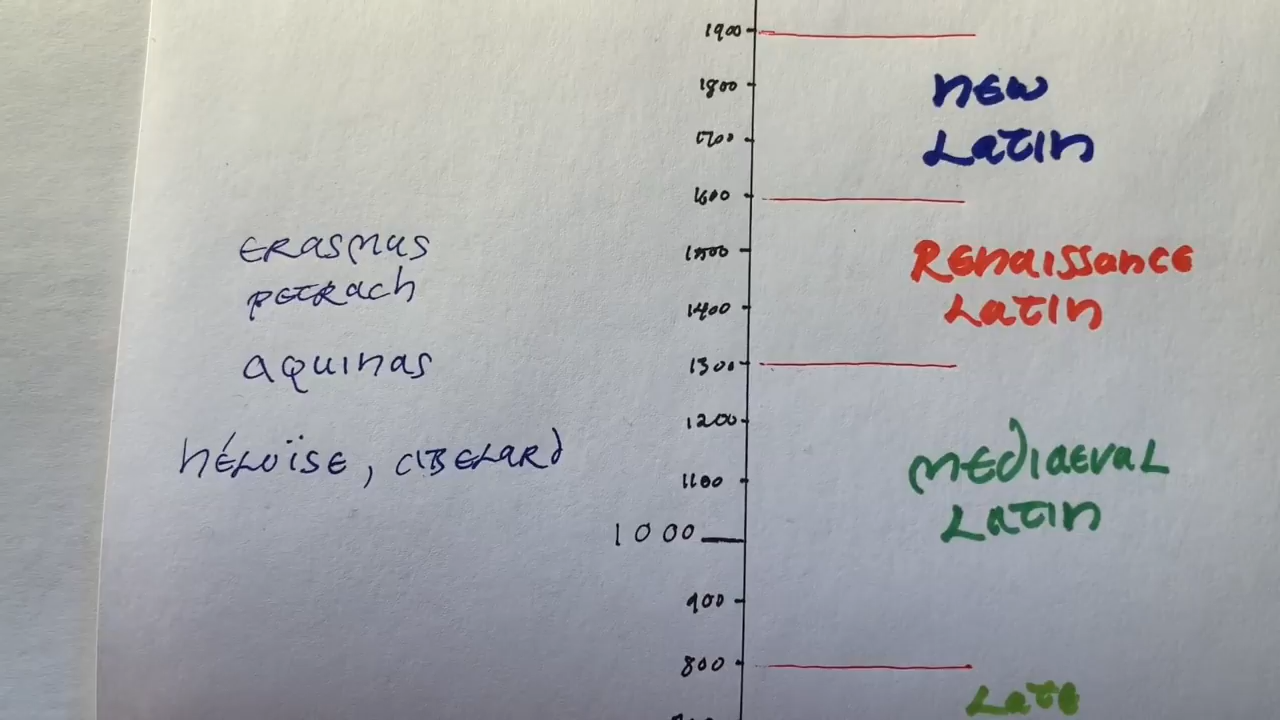 1900
1800
NEW
1700
LATIN
1600
ERASMUS
1500
RENAISSANCE
PETRACH
1400
LATIN
AQUINAS
1300
1200
HÉLOÏSE, ABELARD
MEDIAEVAL
1100
LATIN
1000
900
800
LATE